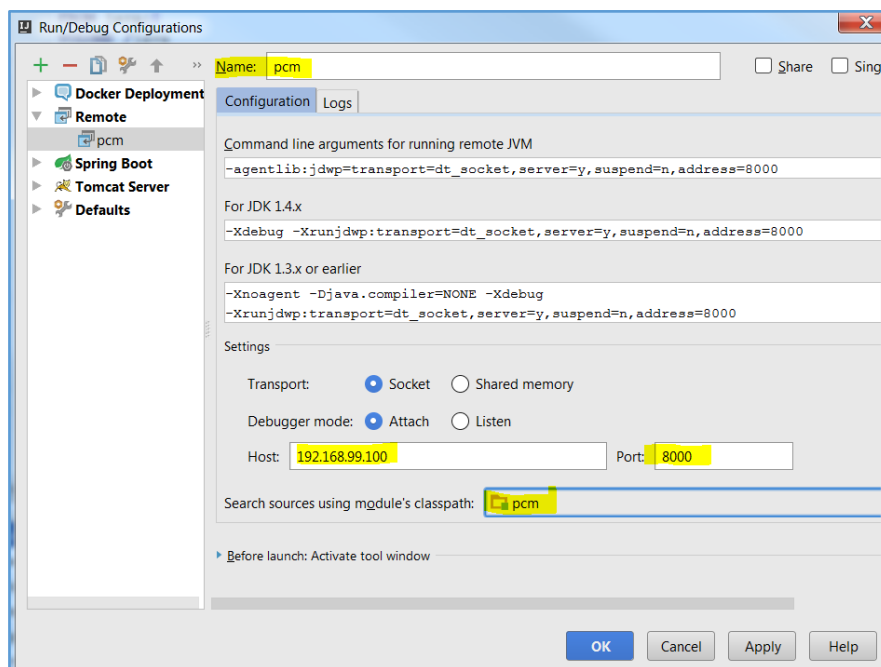 Run/Debug Configurations
Name: pcm
Share
Sing
Docker Deployment
Remote
pcm
Spring Boot
Tomcat Server
Defaults
Configuration
Logs
Command line arguments for running remote JVM
-agentlib:jdwp=transport=dt_socket,server=y,suspend=n,address=8000
For JDK 1.4.x
-Xdebug -Xrunjdwp:transport=dt_socket,server=y,suspend=n,address=8000
For JDK 1.3.x or earlier
-Xnoagent -Djava.compiler=NONE -Xdebug
-Xrunjdwp:transport=dt_socket,server=y,suspend=n,address=8000
Settings
Transport: Socket Shared memory
Debugger mode: Attach Listen
Host: 192.168.99.100 Port: 8000
Search sources using module's classpath: pcm
Before launch: Activate tool window
OK Cancel Apply Help